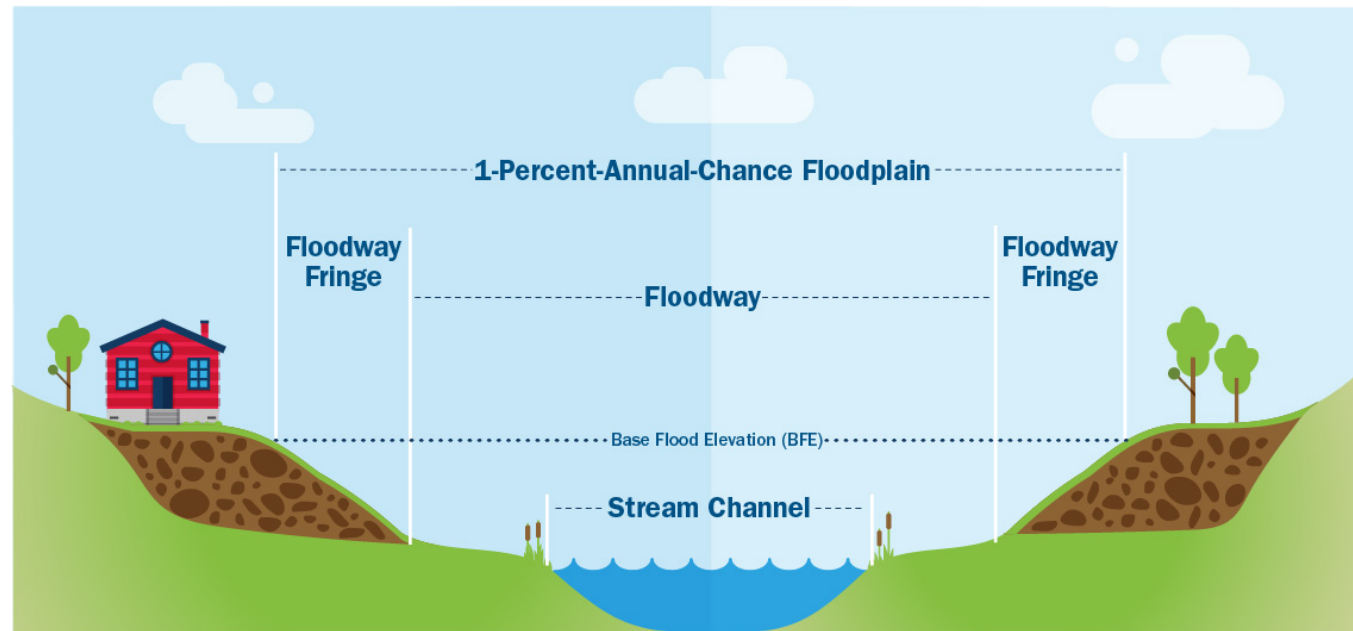 1-Percent-Annual-Chance Floodplain
Floodway
Fringe
Floodway
Fringe
Floodway
Base Flood Elevation (BFE)
Stream Channel